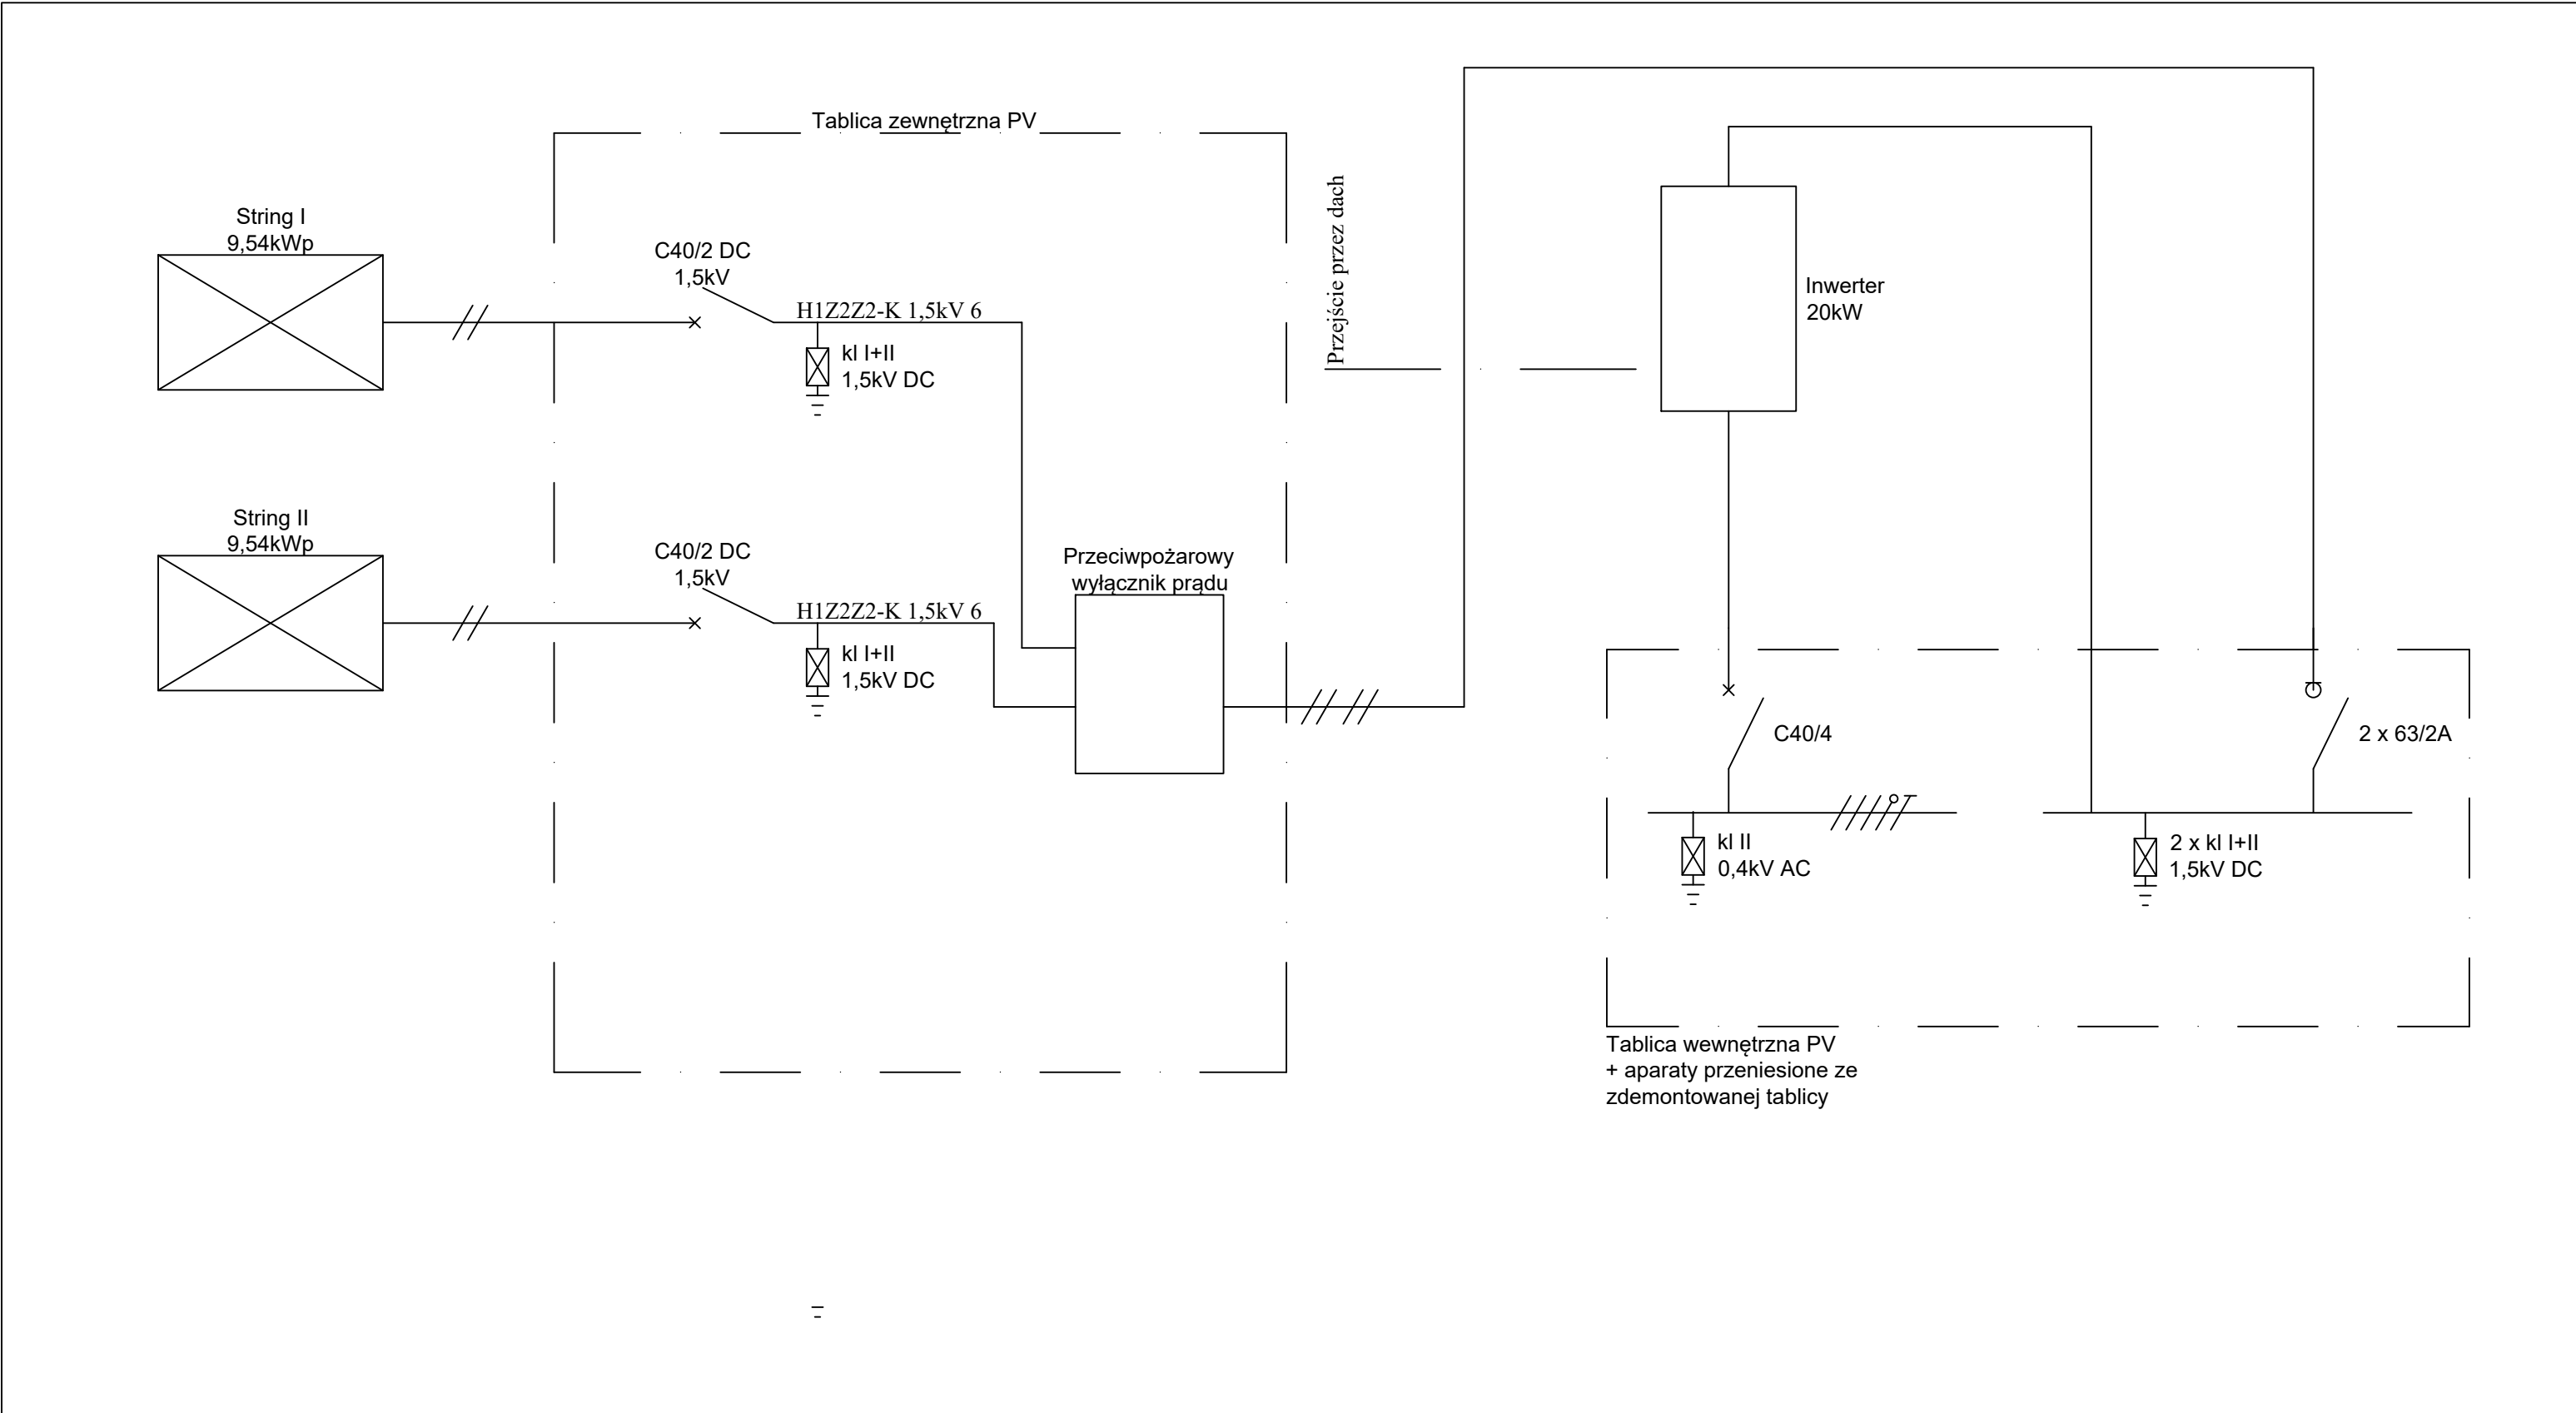 Tablica zewnętrzna PV
String I
9,54kWp
C40/2 DC
1,5kV
H1Z2Z2-K 1,5kV 6
kl I+II
1,5kV DC
String II
9,54kWp
C40/2 DC
1,5kV
H1Z2Z2-K 1,5kV 6
kl I+II
1,5kV DC
Przeciwpożarowy
wyłącznik prądu
Przejście przez dach
Inwerter
20kW
C40/4
2 x 63/2A
kl II
0,4kV AC
2 x kl I+II
1,5kV DC
Tablica wewnętrzna PV
+ aparaty przeniesione ze
zdemontowanej tablicy